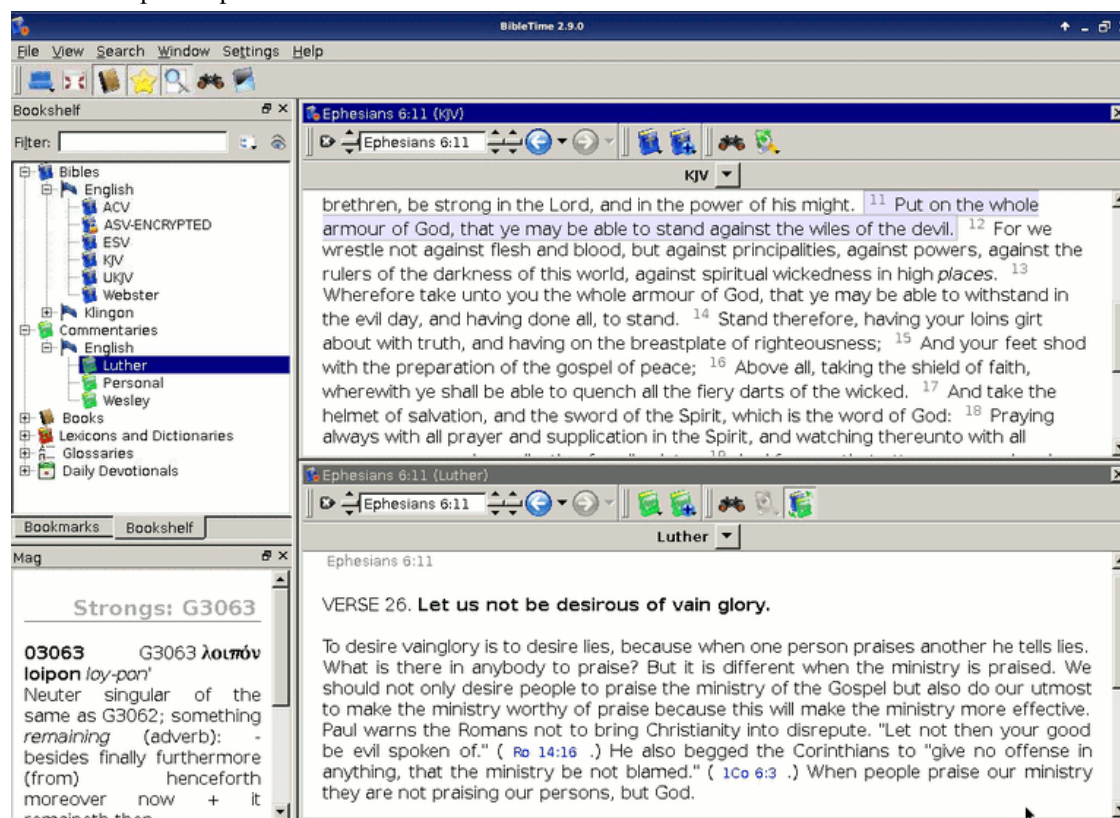 BibleTime 2.9.0
File View Search Window Settings Help
Bookshelf
Filter:
Bibles
English
ACV
ASV-ENCRYPTED
ESV
KJV
UKJV
Webster
Klingon
Commentaries
English
Luther
Personal
Wesley
Books
Lexicons and Dictionaries
Glossaries
Daily Devotionals
Bookmarks Bookshelf
Mag
Strongs: G3063
03063 G3063 λοιπόν
loipon loy-pon'
Neuter singular of the
same as G3062; something
remaining (adverb): -
besides finally furthermore
(from) henceforth
moreover now + it
remaineth then
Ephesians 6:11 (KJV)
Ephesians 6:11
KJV
brethren, be strong in the Lord, and in the power of his might. 11 Put on the whole
armour of God, that ye may be able to stand against the wiles of the devil. 12 For we
wrestle not against flesh and blood, but against principalities, against powers, against the
rulers of the darkness of this world, against spiritual wickedness in high places. 13
Wherefore take unto you the whole armour of God, that ye may be able to withstand in
the evil day, and having done all, to stand. 14 Stand therefore, having your loins girt
about with truth, and having on the breastplate of righteousness; 15 And your feet shod
with the preparation of the gospel of peace; 16 Above all, taking the shield of faith,
wherewith ye shall be able to quench all the fiery darts of the wicked. 17 And take the
helmet of salvation, and the sword of the Spirit, which is the word of God: 18 Praying
always with all prayer and supplication in the Spirit, and watching thereunto with all
Ephesians 6:11 (Luther)
Ephesians 6:11
Luther
Ephesians 6:11
VERSE 26. Let us not be desirous of vain glory.
To desire vainglory is to desire lies, because when one person praises another he tells lies.
What is there in anybody to praise? But it is different when the ministry is praised. We
should not only desire people to praise the ministry of the Gospel but also do our utmost
to make the ministry worthy of praise because this will make the ministry more effective.
Paul warns the Romans not to bring Christianity into disrepute. "Let not then your good
be evil spoken of." ( Ro 14:16 .) He also begged the Corinthians to "give no offense in
anything, that the ministry be not blamed." ( 1Co 6:3 .) When people praise our ministry
they are not praising our persons, but God.